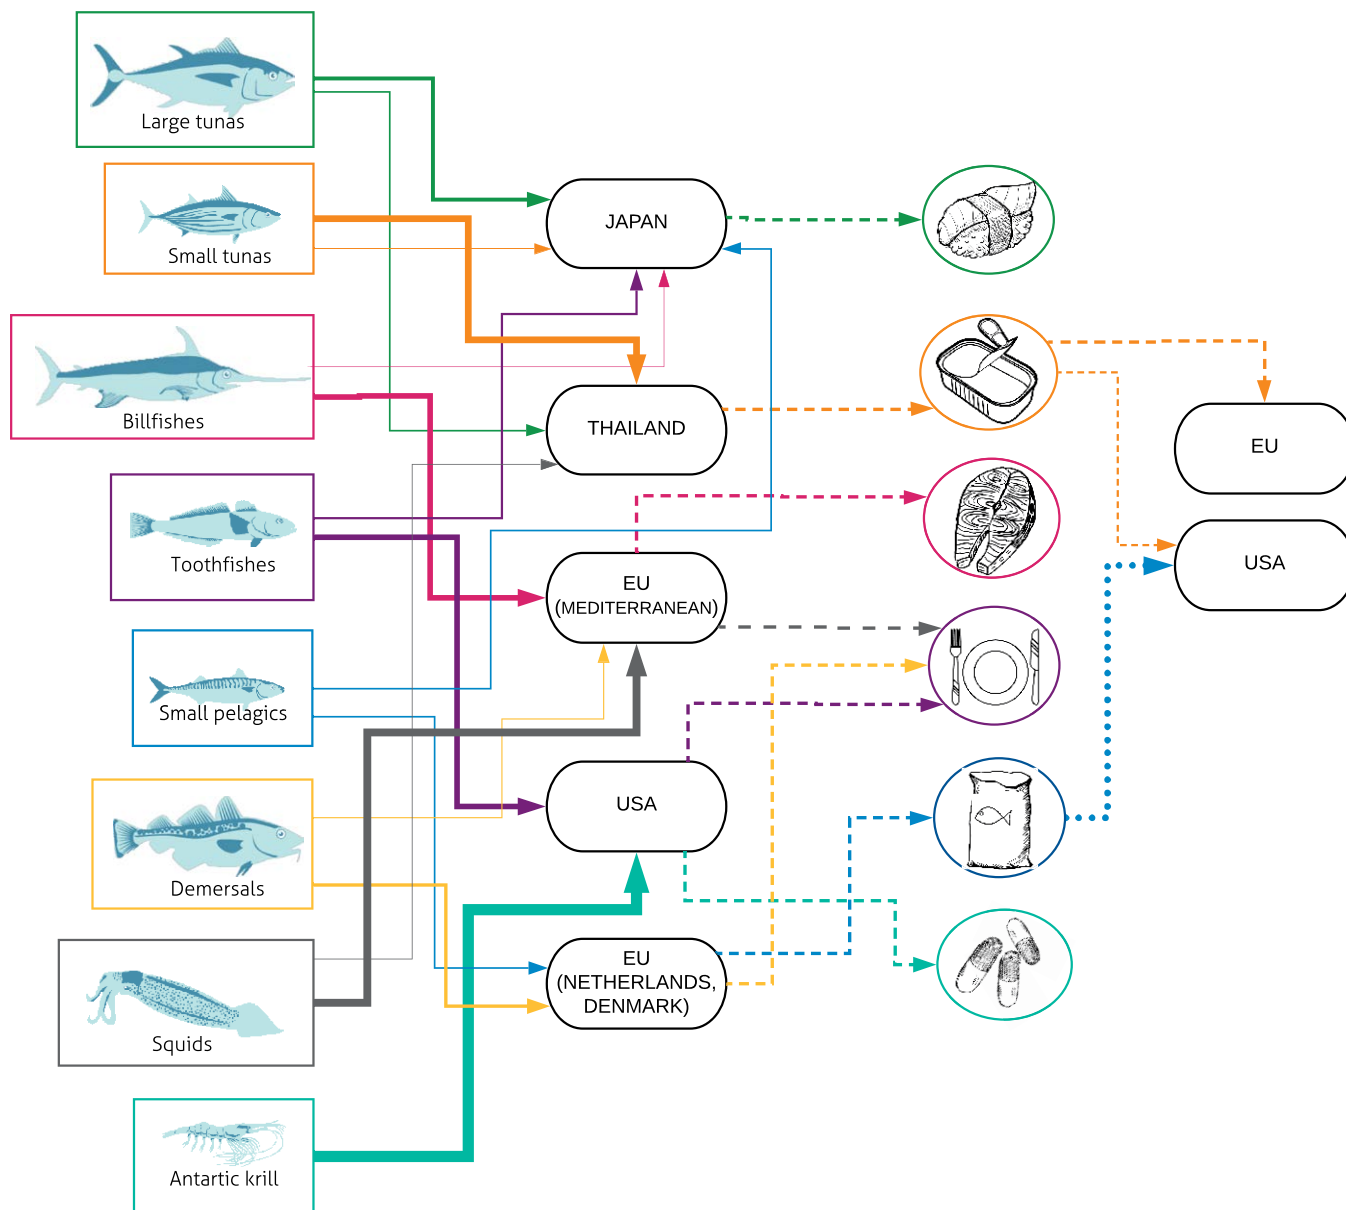 Large tunas
Small tunas
Billfishes
Toothfishes
Small pelagics
Demersals
Squids
Antartic krill
JAPAN
THAILAND
EU
(MEDITERRANEAN)
USA
EU
(NETHERLANDS,
DENMARK)
EU
USA